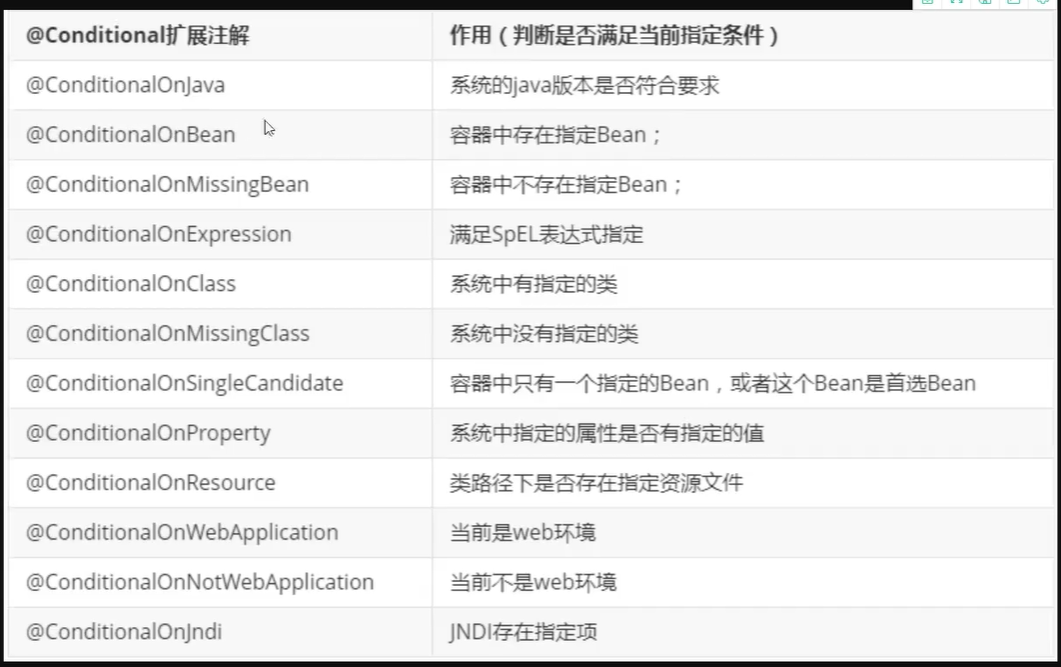 @Conditional扩展注解 作用（判断是否满足当前指定条件）
@ConditionalOnJava 系统的java版本是否符合要求
@ConditionalOnBean 容器中存在指定Bean；
@ConditionalOnMissingBean 容器中不存在指定Bean；
@ConditionalOnExpression 满足SpEL表达式指定
@ConditionalOnClass 系统中有指定的类
@ConditionalOnMissingClass 系统中没有指定的类
@ConditionalOnSingleCandidate 容器中只有一个指定的Bean，或者这个Bean是首选Bean
@ConditionalOnProperty 系统中指定的属性是否有指定的值
@ConditionalOnResource 类路径下是否存在指定资源文件
@ConditionalOnWebApplication 当前是web环境
@ConditionalOnNotWebApplication 当前不是web环境
@ConditionalOnJndi JNDI存在指定项